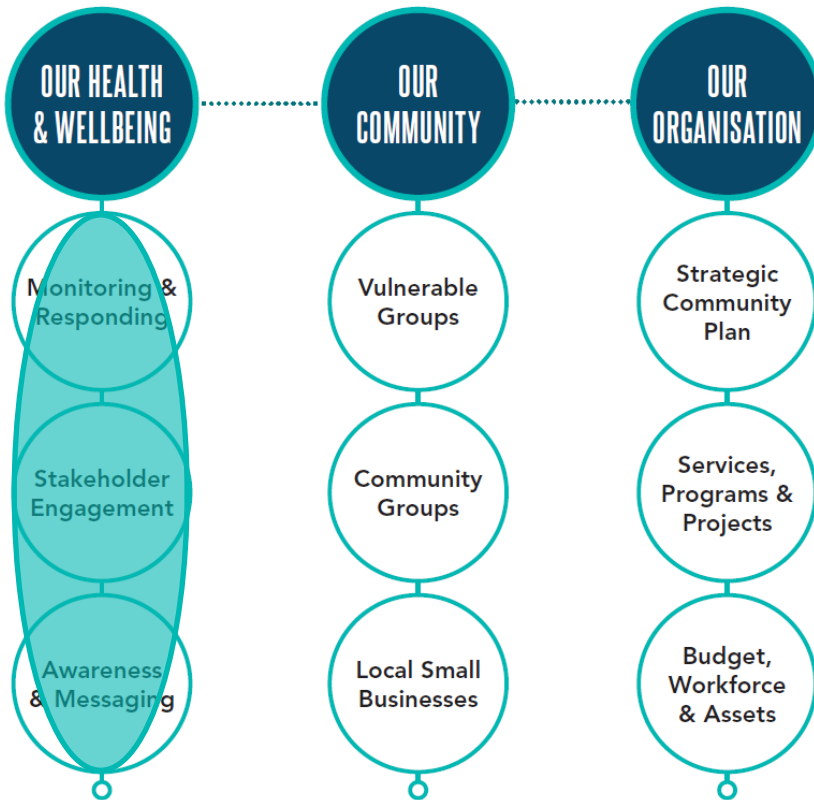 OUR HEALTH
& WELLBEING
Monitoring &
Responding
Stakeholder
Engagement
Awareness
& Messaging
OUR
COMMUNITY
Vulnerable
Groups
Community
Groups
Local Small
Businesses
OUR
ORGANISATION
Strategic
Community
Plan
Services,
Programs &
Projects
Budget,
Workforce
& Assets